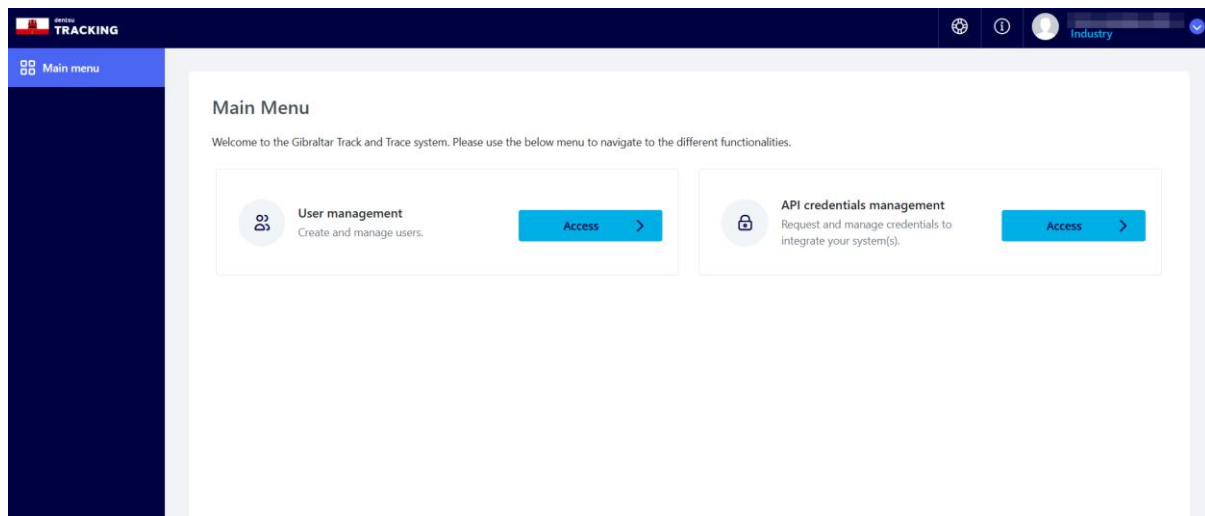 dentsu
TRACKING
Industry
Main menu
Main Menu
Welcome to the Gibraltar Track and Trace system. Please use the below menu to navigate to the different functionalities.
User management
Create and manage users.
Access
API credentials management
Request and manage credentials to
integrate your system(s).
Access